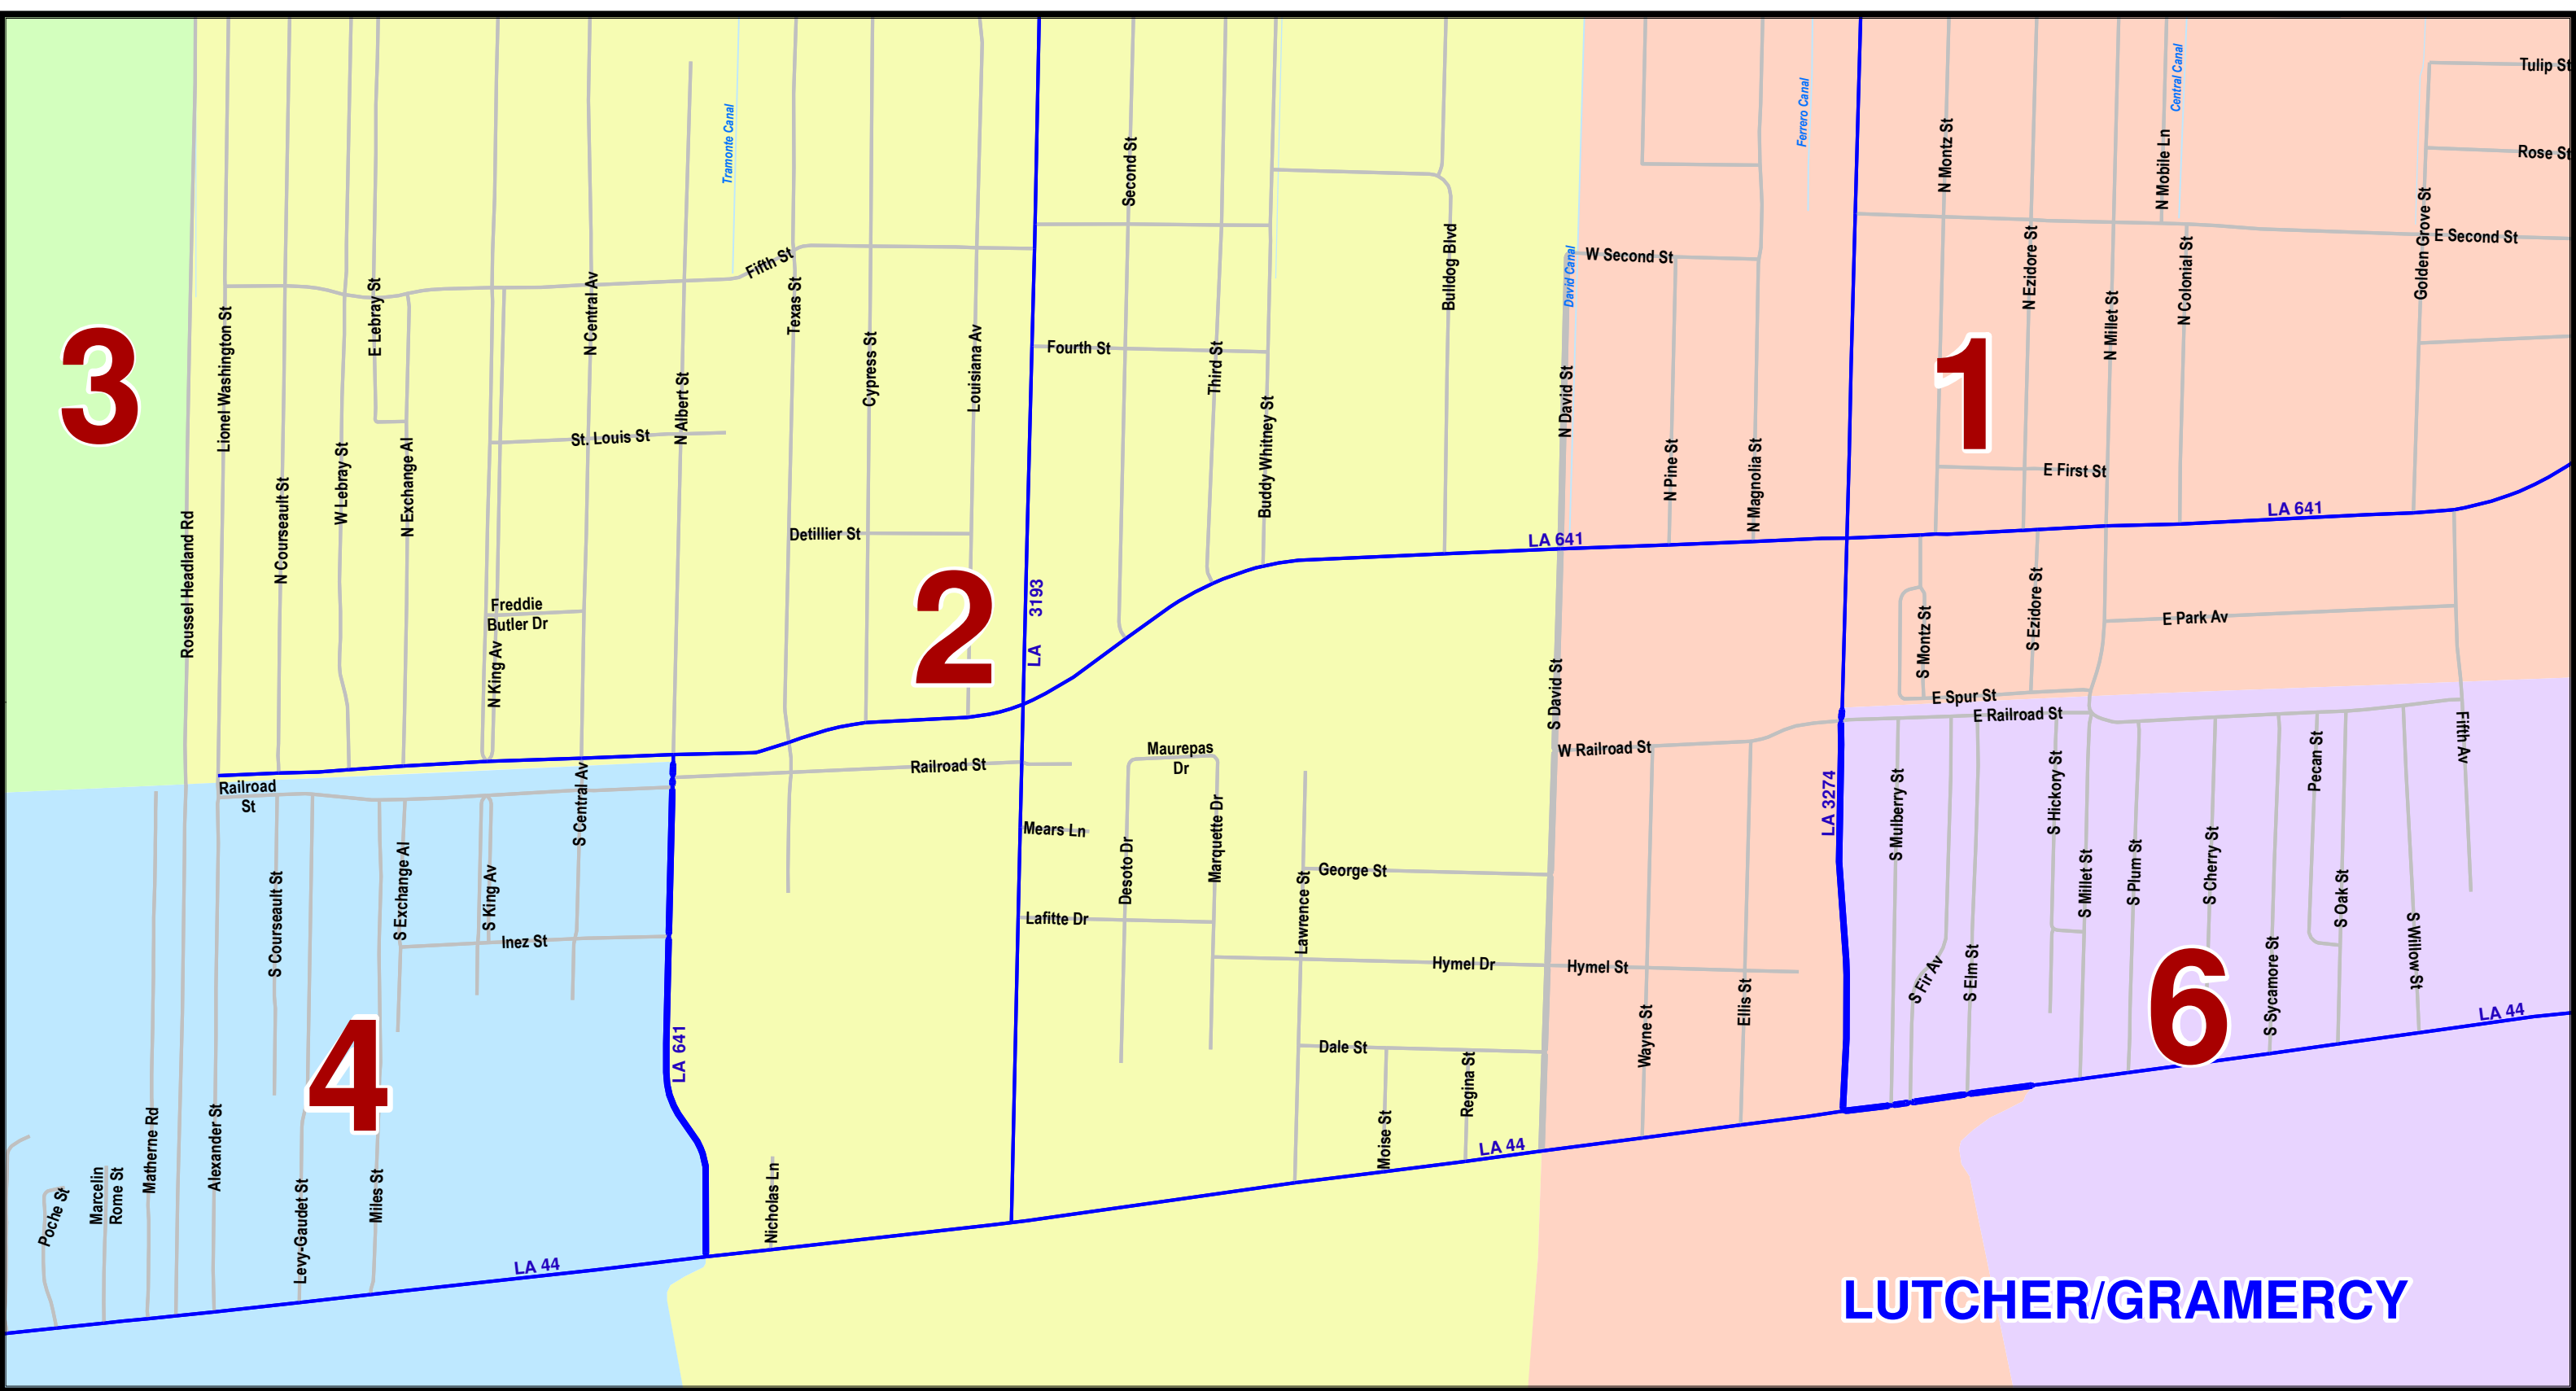 Tulip St
Rose St
Tramonte Canal
Second St
Ferrero Canal
N Montz St
Central Canal
N Mobile Ln
Golden Grove St
E Second St
Fifth St
E Lebray St
N Central Av
Texas St
Bulldog Blvd
David Canal
W Second St
N Ezidore St
N Colonial St
N Millet St
3
Lionel Washington St
N Albert St
Cypress St
Louisiana Av
Fourth St
Third St
Buddy Whitney St
N David St
1
St. Louis St
W Lebray St
N Exchange Al
N Courseault St
N Pine St
N Magnolia St
E First St
LA 641
Roussel Headland Rd
Detillier St
LA 641
Freddie
Butler Dr
N King Av
2
LA 3193
S David St
S Montz St
S Ezidore St
E Park Av
E Spur St
E Railroad St
Fifth Av
W Railroad St
Maurepas
Dr
Railroad St
Railroad
St
S Central Av
LA 3274
S Mulberry St
S Hickory St
Pecan St
Mears Ln
Desoto Dr
Marquette Dr
S Exchange Al
S King Av
S Courseault St
George St
Lawrence St
Lafitte Dr
S Millet St
S Plum St
S Cherry St
S Oak St
S Willow St
Inez St
Hymel Dr
Hymel St
S Fir Av
S Elm St
S Sycamore St
6
Ellis St
Wayne St
LA 44
4
LA 641
Dale St
Regina St
Moise St
LA 44
Matherne Rd
Alexander St
Marcelin
Rome St
Poche St
Levy-Gaudet St
Miles St
Nicholas Ln
LA 44
LUTCHER/GRAMERCY